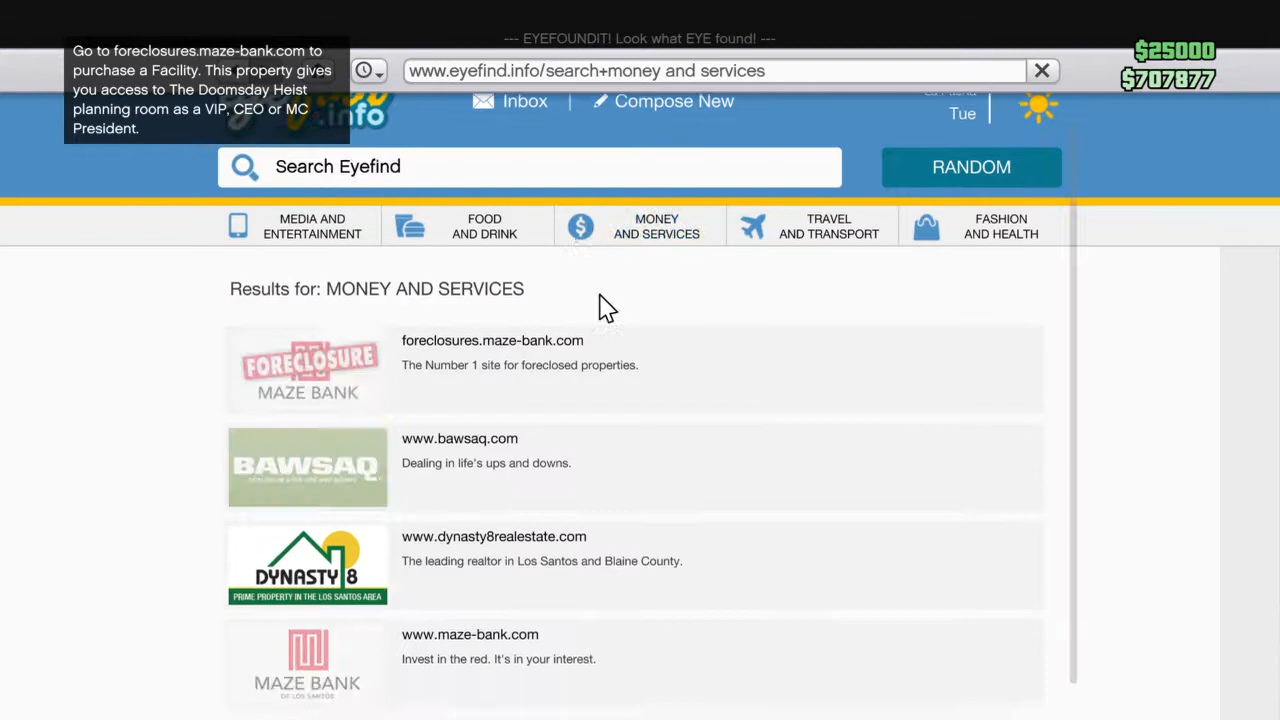 --- EYEFOUNDIT! Look what EYE found! ---
Go to foreclosures.maze-bank.com to
purchase a Facility. This property gives
you access to The Doomsday Heist
planning room as a VIP, CEO or MC
President.
$25000
$707877
www.eyefind.info/search+money and services
.info
Inbox
Compose New
Tue
Search Eyefind
RANDOM
MEDIA AND
ENTERTAINMENT
FOOD
AND DRINK
MONEY
AND SERVICES
TRAVEL
AND TRANSPORT
FASHION
AND HEALTH
Results for: MONEY AND SERVICES
FORECLOSURE
MAZE BANK
foreclosures.maze-bank.com
The Number 1 site for foreclosed properties.
BAWSAQ
www.bawsaq.com
Dealing in life's ups and downs.
DYNASTY 8
PRIME PROPERTY IN THE LOS SANTOS AREA
www.dynasty8realestate.com
The leading realtor in Los Santos and Blaine County.
MAZE BANK
OF LOS SANTOS
www.maze-bank.com
Invest in the red. It's in your interest.